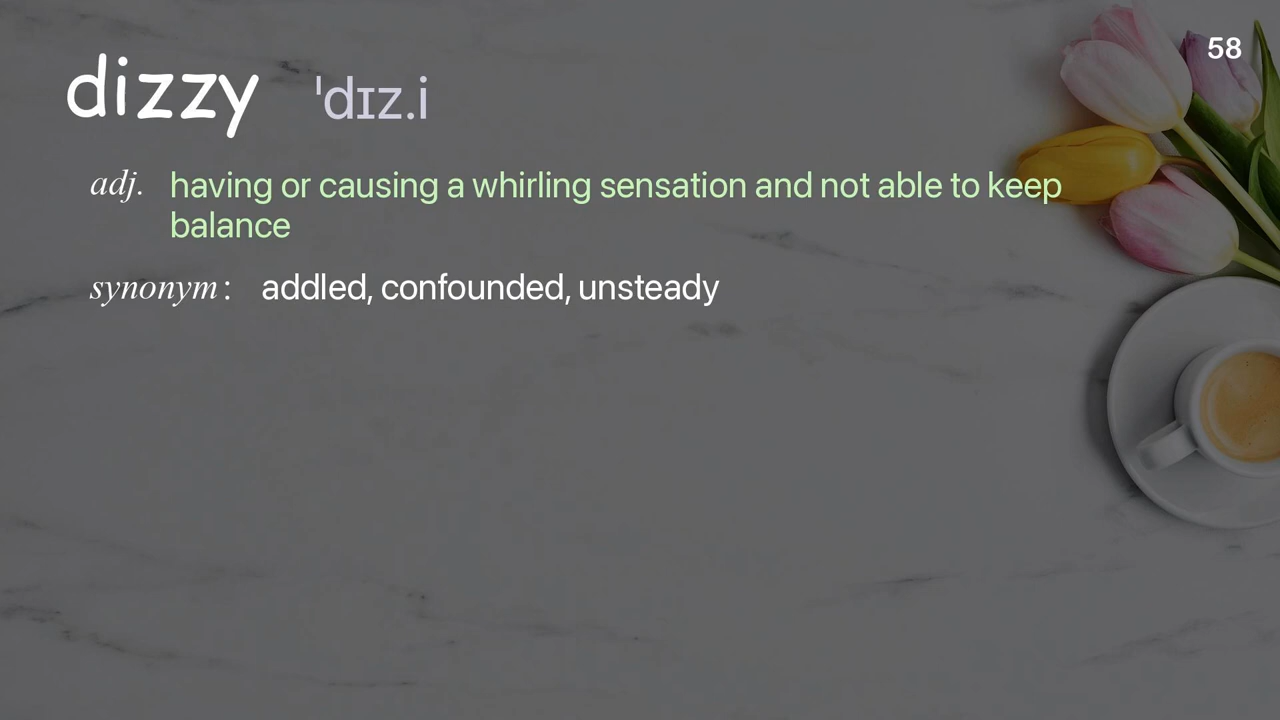 58
dizzy ˈdɪz.i
adj. having or causing a whirling sensation and not able to keep
balance
synonym: addled, confounded, unsteady